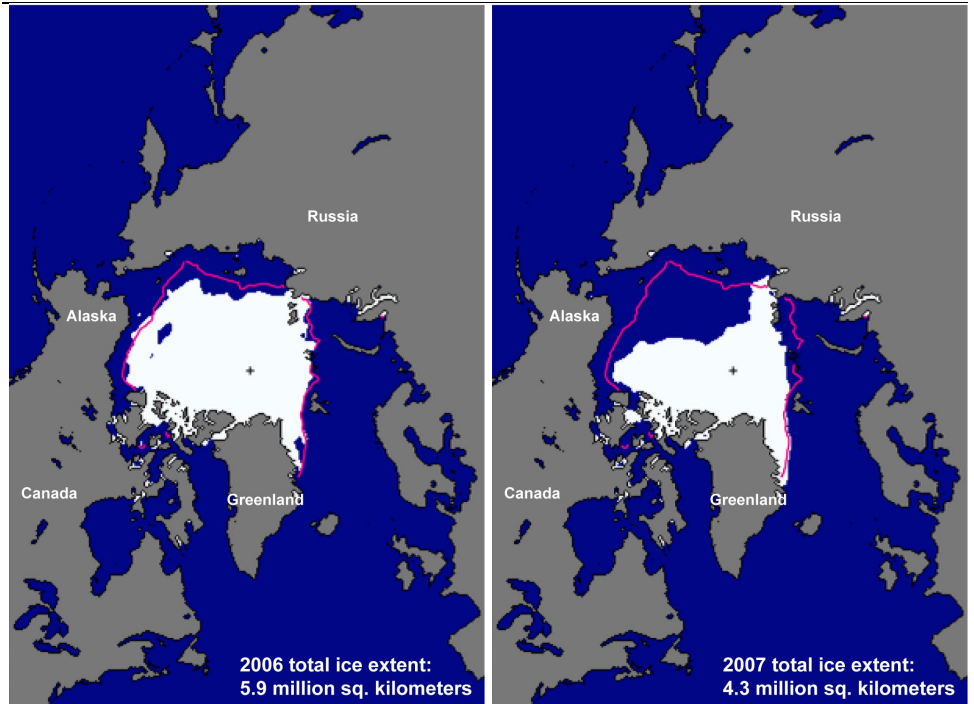 Russia
Alaska
Canada
Greenland
2006 total ice extent:
5.9 million sq. kilometers
Russia
Alaska
Canada
Greenland
2007 total ice extent:
4.3 million sq. kilometers